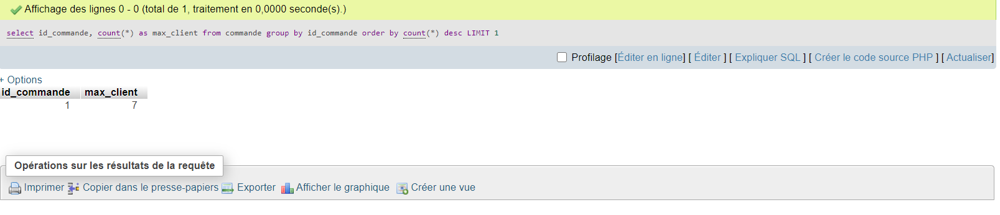 Affichage des lignes 0 - 0 (total de 1, traitement en 0,0000 seconde(s).)
select id_commande, count(*) as max_client from commande group by id_commande order by count(*) desc LIMIT 1
Profilage [Éditer en ligne] [ Éditer ] [ Expliquer SQL ] [ Créer le code source PHP ] [ Actualiser]
+ Options
id_commande max_client
1 7
Opérations sur les résultats de la requête
Imprimer Copier dans le presse-papiers Exporter Afficher le graphique Créer une vue